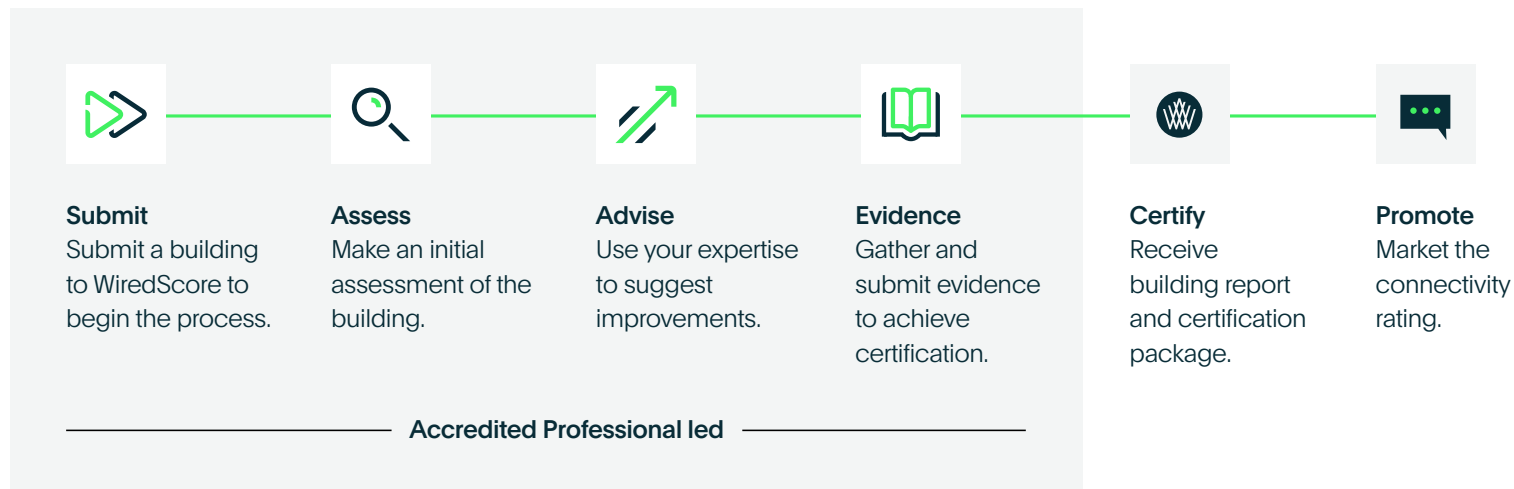 Submit
Submit a building
to WiredScore to
begin the process.
Assess
Make an initial
assessment of the
building.
Advise
Use your expertise
to suggest
improvements.
Evidence
Gather and
submit evidence
to achieve
certification.
Certify
Receive
building report
and certification
package.
Promote
Market the
connectivity
rating.
Accredited Professional led